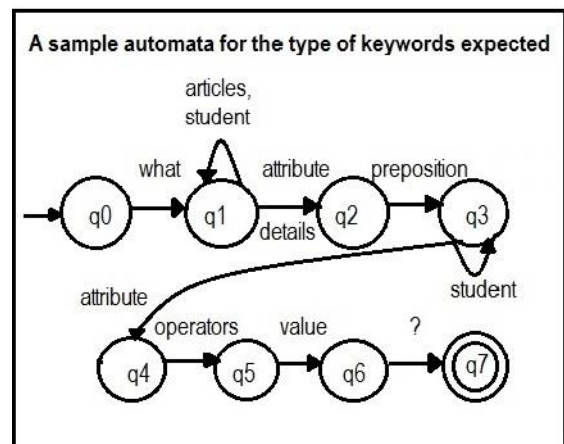 A sample automata for the type of keywords expected
articles,
student
what
attribute
preposition
q0
q1
details
q2
q3
student
attribute
operators
value
?
q4
q5
q6
q7